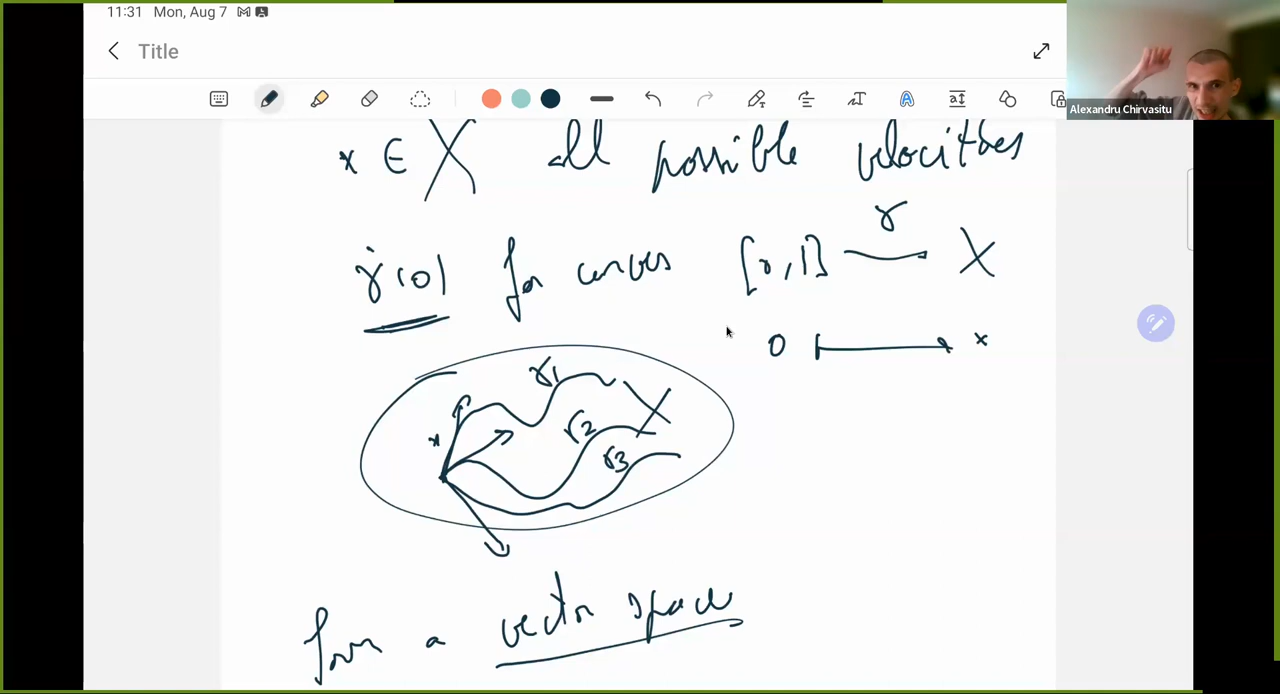 11:31 Mon, Aug 7
Title
Alexandru Chirvasitu
x ∈ X all possible velocities
γ̇(0) for curves [0,1] → X
γ
0 ↦ x
γ1
x
γ2
X
γ3
form a vector space